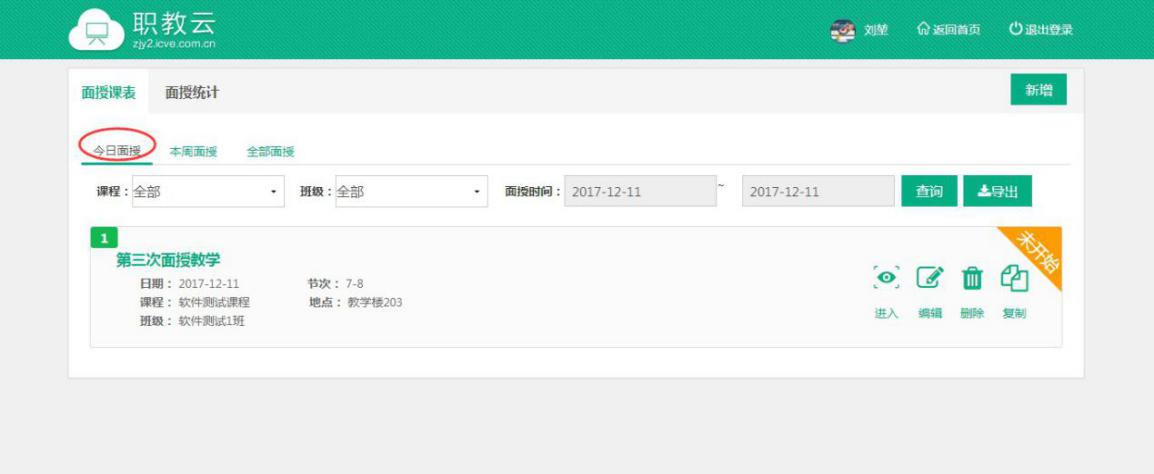 职教云
zjy2.icve.com.cn
刘堃 返回首页 退出登录
面授课表 面授统计 新增
今日面授 本周面授 全部面授
课程：全部 班级：全部 面授时间：2017-12-11 ~ 2017-12-11 查询 导出
1
未开始
第三次面授教学
日期：2017-12-11 节次：7-8
课程：软件测试课程 地点：教学楼203
班级：软件测试1班
进入 编辑 删除 复制